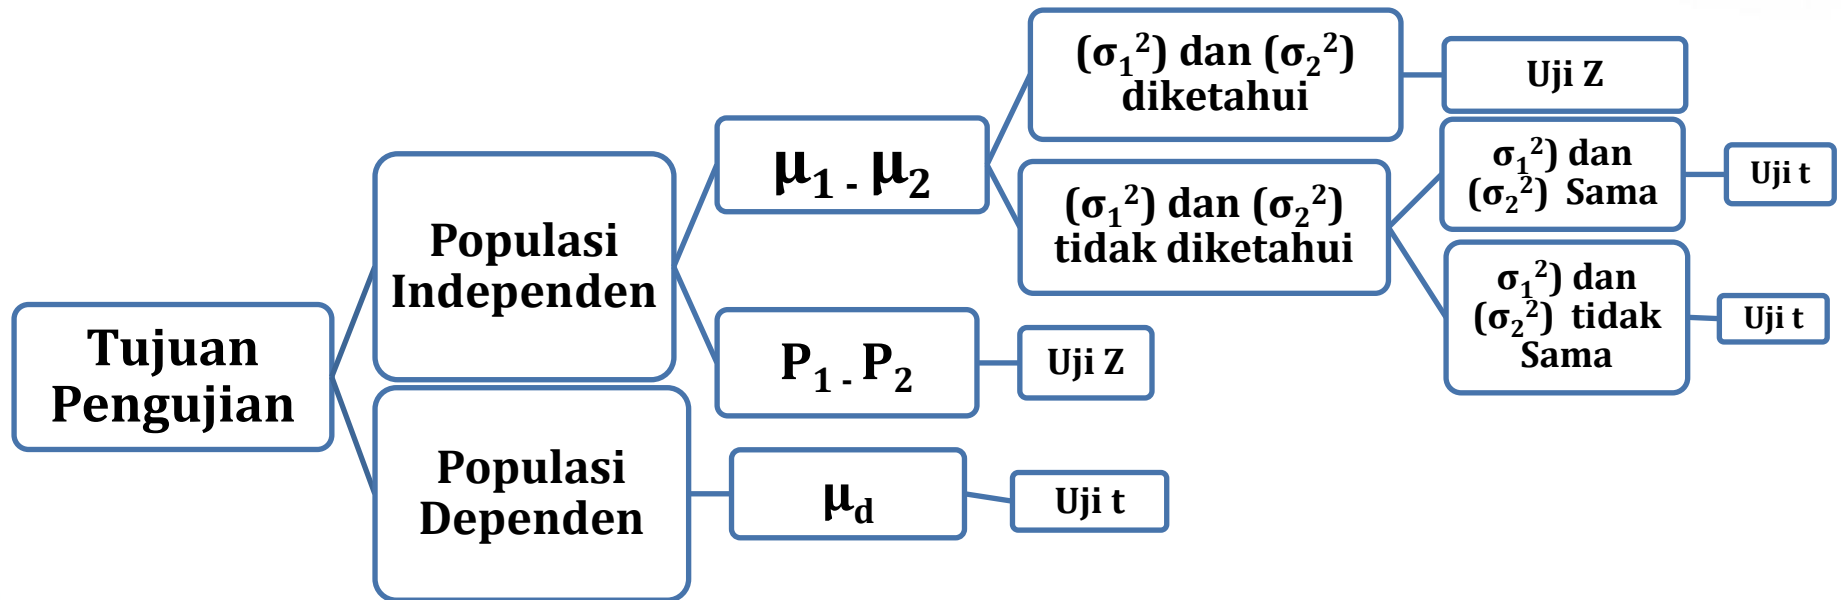 Tujuan
Pengujian
Populasi
Independen
μ₁ - μ₂
(σ₁²) dan (σ₂²)
diketahui
Uji Z
(σ₁²) dan (σ₂²)
tidak diketahui
σ₁²) dan
(σ₂²) Sama
Uji t
σ₁²) dan
(σ₂²) tidak
Sama
Uji t
P₁ - P₂
Uji Z
Populasi
Dependen
μd
Uji t